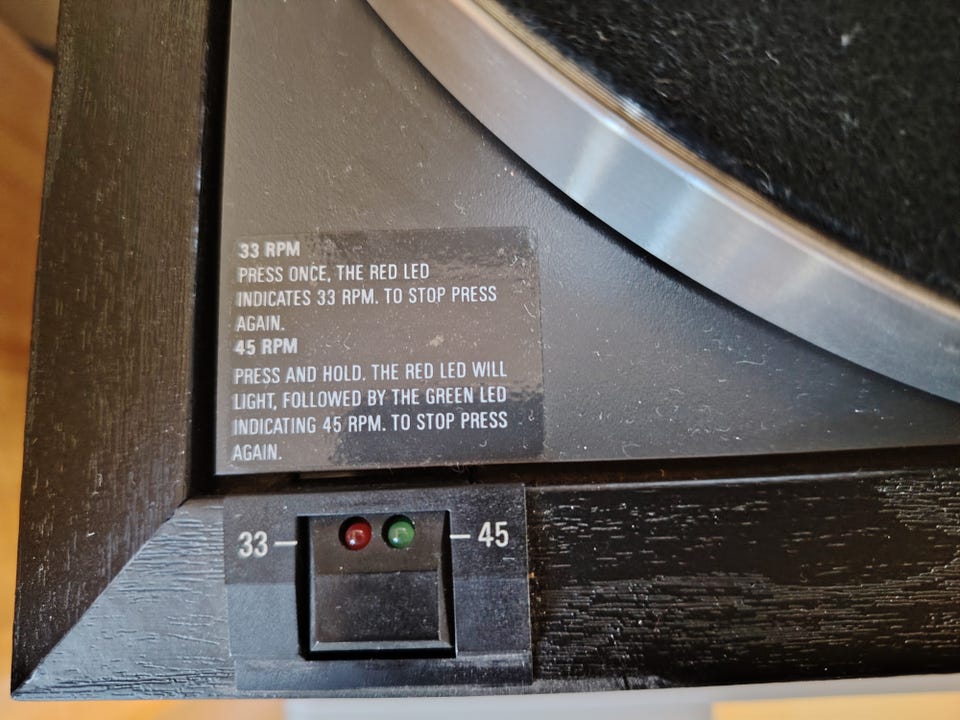 33 RPM
PRESS ONCE, THE RED LED
INDICATES 33 RPM. TO STOP PRESS
AGAIN.
45 RPM
PRESS AND HOLD. THE RED LED WILL
LIGHT, FOLLOWED BY THE GREEN LED
INDICATING 45 RPM. TO STOP PRESS
AGAIN.
33 — — 45